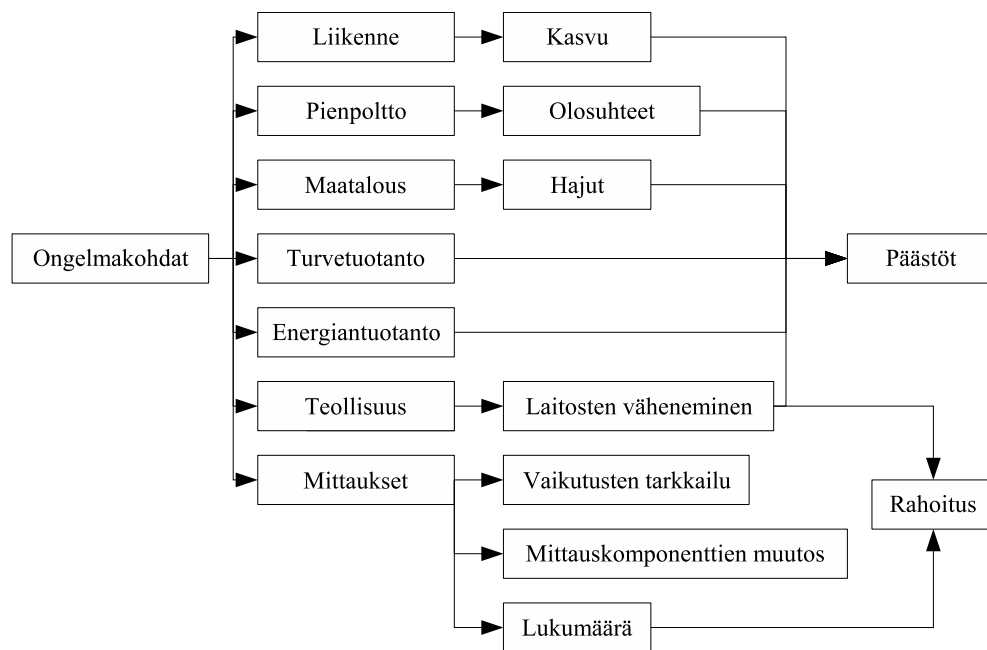 Liikenne
Kasvu
Pienpoltto
Olosuhteet
Maatalous
Hajut
Ongelmakohdat
Turvetuotanto
Päästöt
Energiantuotanto
Teollisuus
Laitosten väheneminen
Mittaukset
Vaikutusten tarkkailu
Rahoitus
Mittauskomponenttien muutos
Lukumäärä